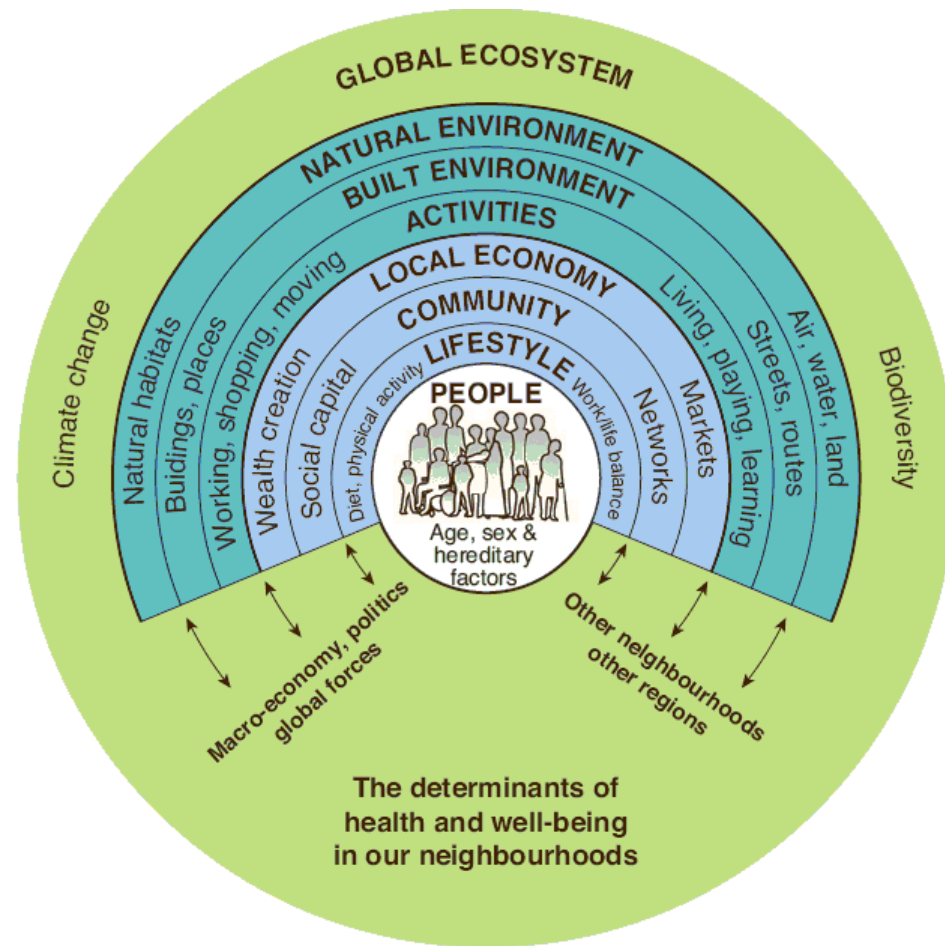 GLOBAL ECOSYSTEM
NATURAL ENVIRONMENT
BUILT ENVIRONMENT
ACTIVITIES
LOCAL ECONOMY
COMMUNITY
LIFESTYLE
PEOPLE
Age, sex &
hereditary
factors
Climate change
Natural habitats
Buidings, places
Working, shopping, moving
Wealth creation
Social capital
Diet, physical activity
Work/life balance
Networks
Markets
Living, playing, learning
Streets, routes
Air, water, land
Biodiversity
Macro-economy, politics
global forces
Other neighbourhoods
other regions
The determinants of
health and well-being
in our neighbourhoods